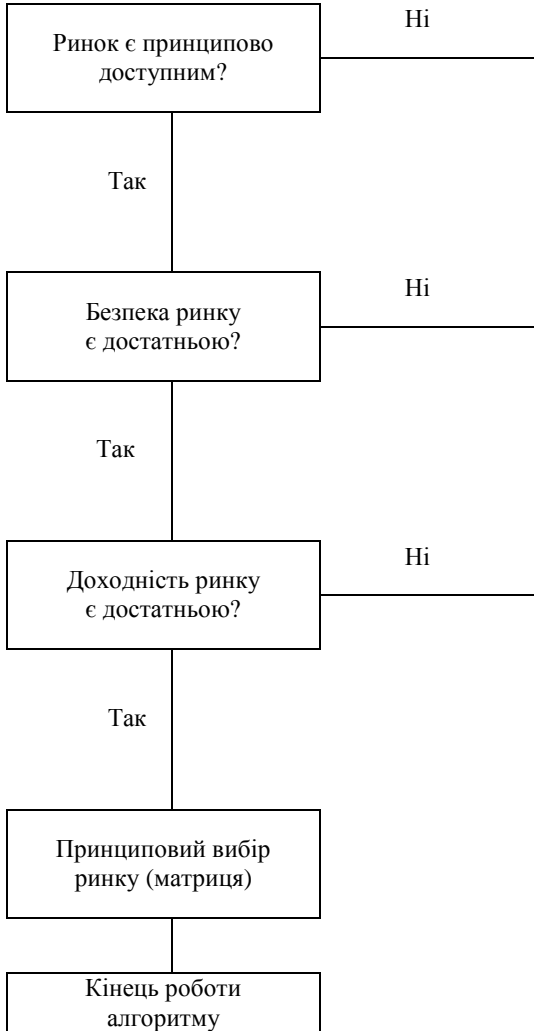 Ні
Ринок є принципово
доступним?
Так
Ні
Безпека ринку
є достатньою?
Так
Ні
Доходність ринку
є достатньою?
Так
Принциповий вибір
ринку (матриця)
Кінець роботи
алгоритму